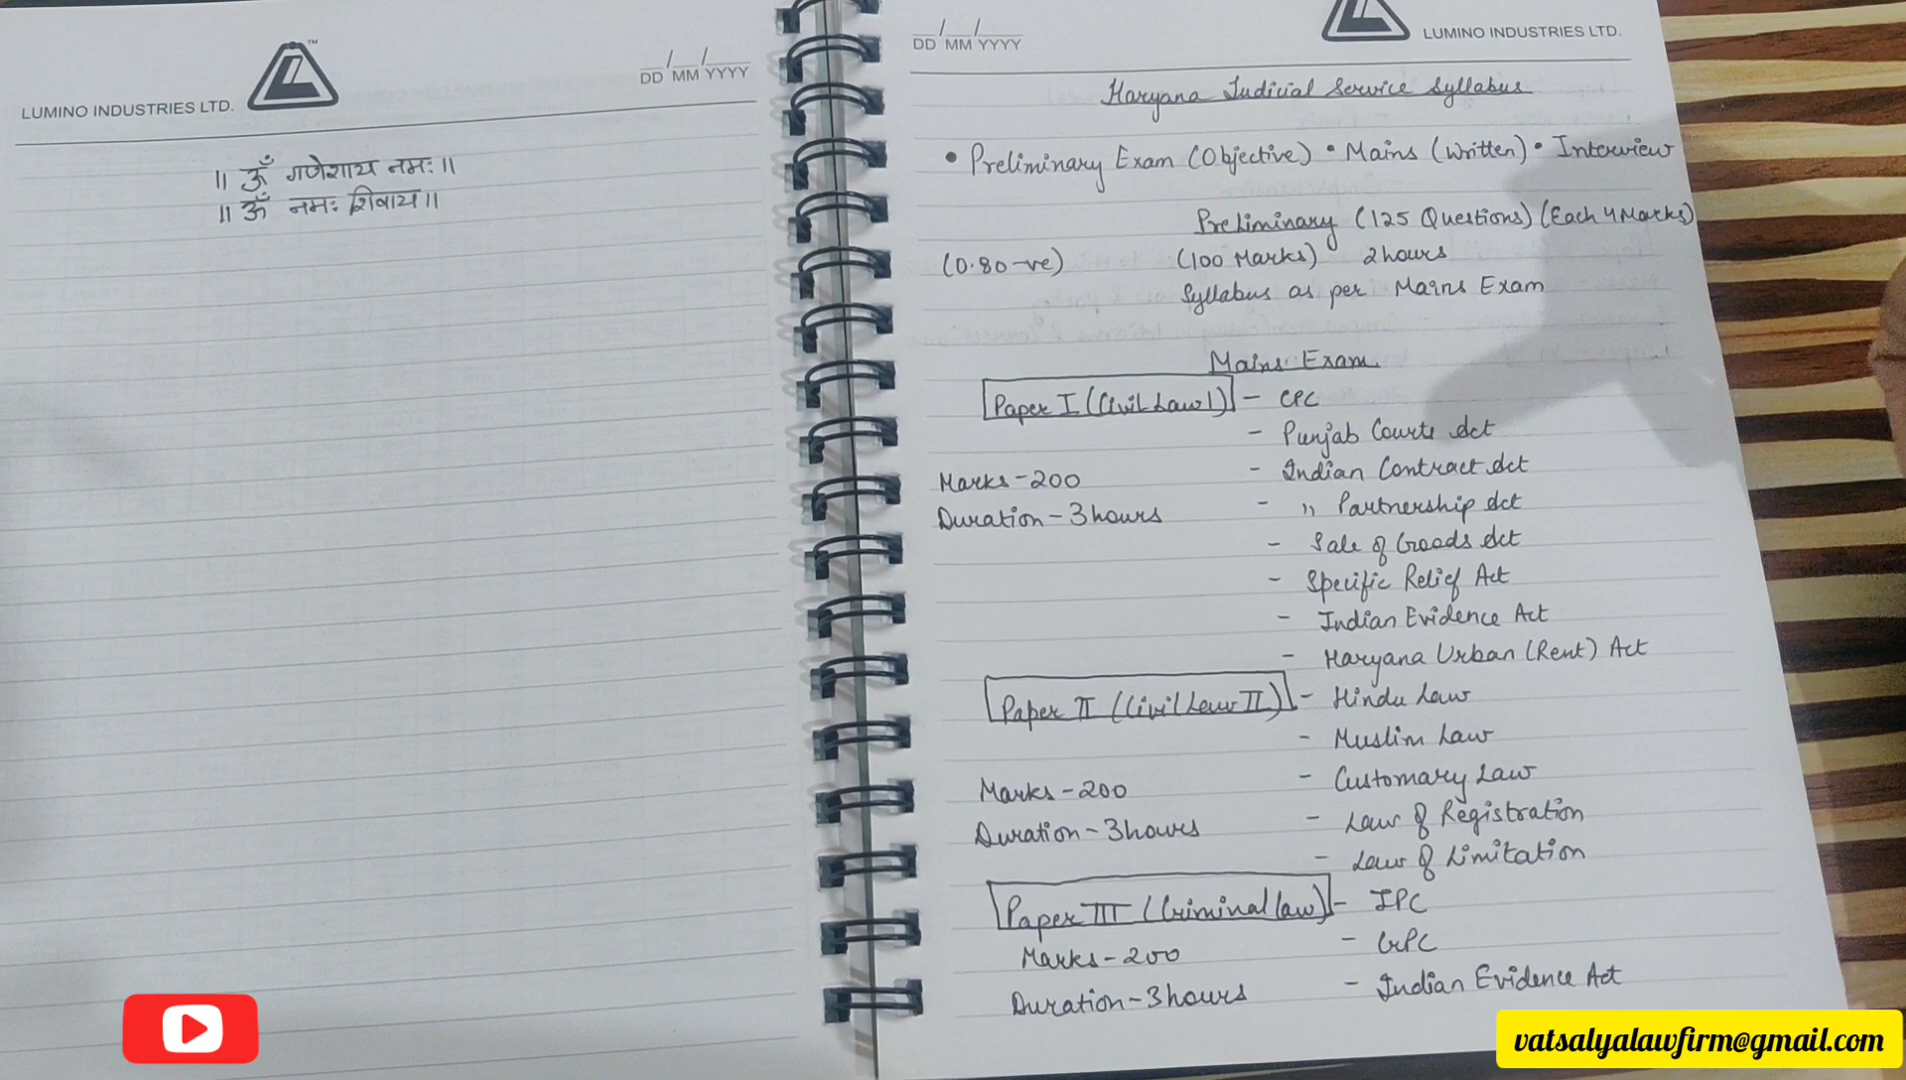 LUMINO INDUSTRIES LTD.
TM
DD / MM / YYYY
|| ॐ गणेशाय नमः ||
|| ॐ नमः शिवाय ||
DD / MM / YYYY
LUMINO INDUSTRIES LTD.
Haryana Judicial Service Syllabus
• Preliminary Exam (Objective) • Mains (Written) • Interview
Preliminary (125 Questions) (Each 4 Marks)
(0.80 -ve) (100 Marks) 2 hours
Syllabus as per Mains Exam
Mains Exam
Paper I (Civil Law I) - CPC
- Punjab Courts Act
Marks - 200 - Indian Contract Act
Duration - 3 hours - " Partnership Act
- Sale of Goods Act
- Specific Relief Act
- Indian Evidence Act
- Haryana Urban (Rent) Act
Paper II (Civil Law II) - Hindu Law
- Muslim Law
Marks - 200 - Customary Law
Duration - 3 hours - Law of Registration
- Law of Limitation
Paper III (Criminal Law) - IPC
Marks - 200 - CrPC
Duration - 3 hours - Indian Evidence Act
vatsalyalawfirm@gmail.com